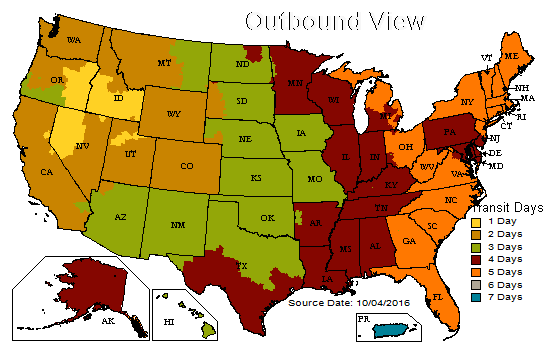 Outbound View
WA
VT
ME
MT
ND
OR
MN
NH
ID
SD
WI
NY
MA
WY
MI
RI
CT
IA
PA
NJ
NE
NV
OH
DE
UT
IL
IN
MD
CO
WV
CA
VA
KS
MO
KY
NC
TN
Transit Days
AZ
OK
AR
NM
SC
1 Day
2 Days
MS
AL
GA
3 Days
TX
4 Days
LA
5 Days
6 Days
FL
7 Days
Source Date: 10/04/2016
AK
HI
PR